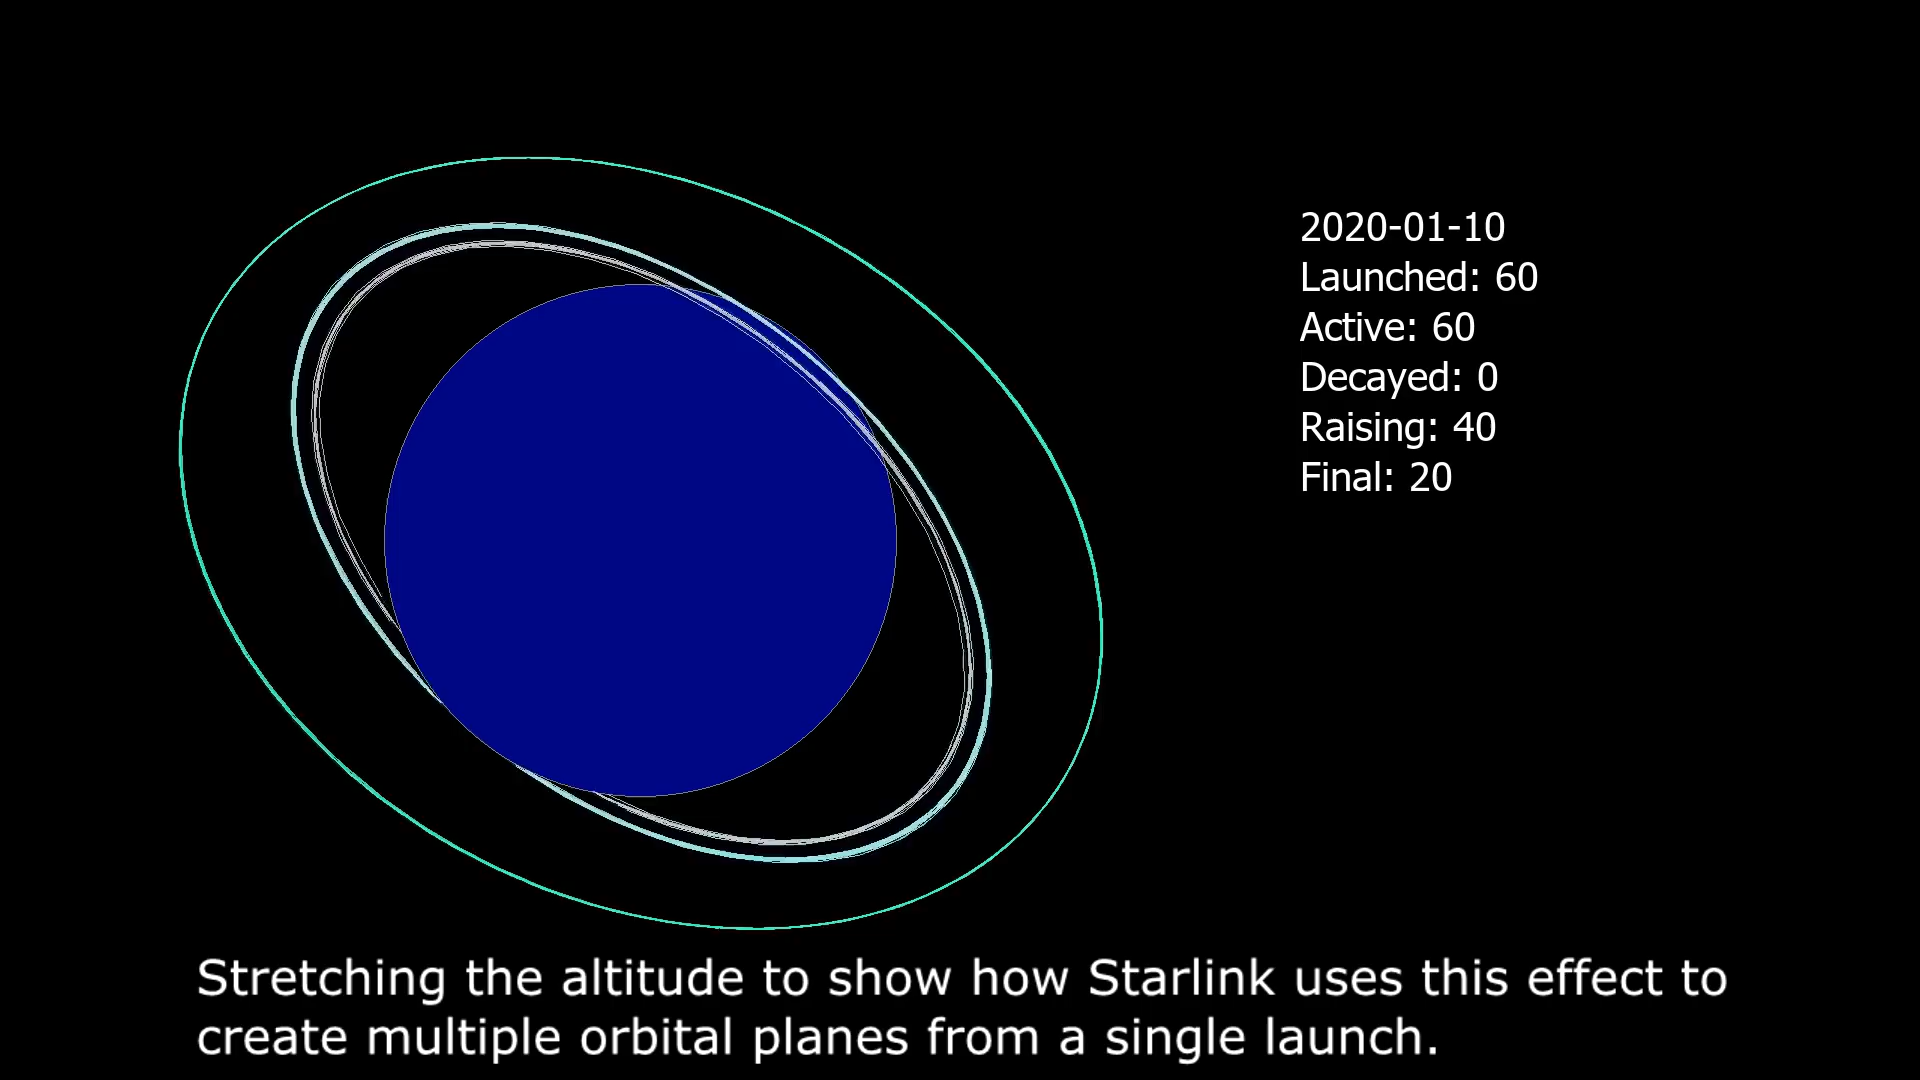 2020-01-10
Launched: 60
Active: 60
Decayed: 0
Raising: 40
Final: 20
Stretching the altitude to show how Starlink uses this effect to
create multiple orbital planes from a single launch.